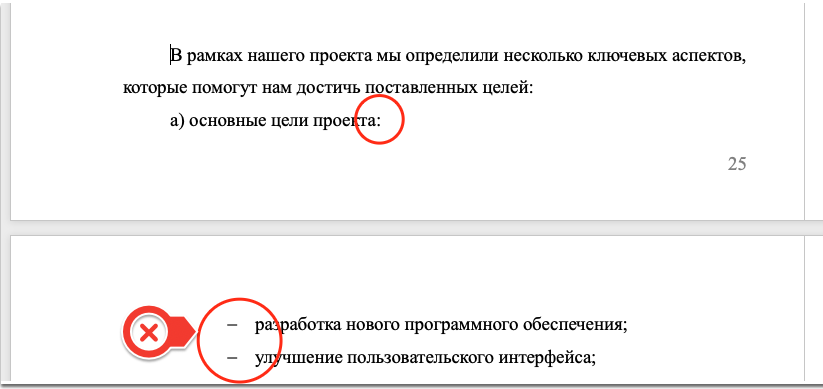 В рамках нашего проекта мы определили несколько ключевых аспектов,
которые помогут нам достичь поставленных целей:
а) основные цели проекта:
25
– разработка нового программного обеспечения;
– улучшение пользовательского интерфейса;